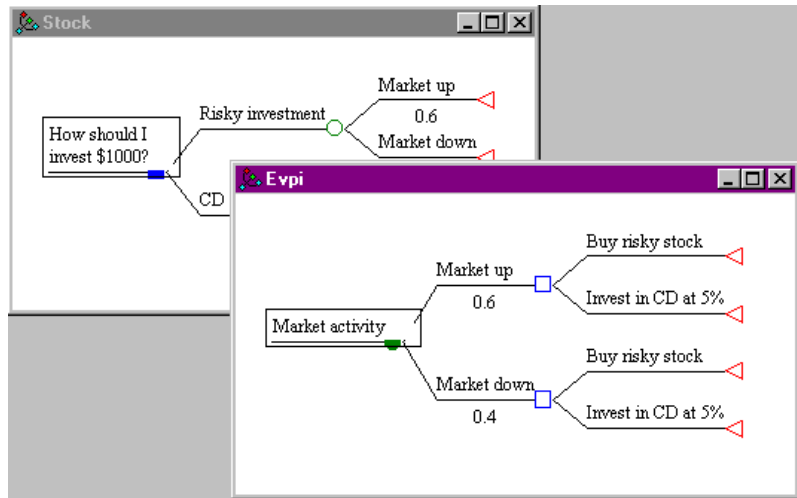 Stock
Market up
Risky investment
0.6
How should I
invest $1000?
Market down
CD
Evpi
Buy risky stock
Market up
0.6
Invest in CD at 5%
Market activity
Buy risky stock
Market down
0.4
Invest in CD at 5%